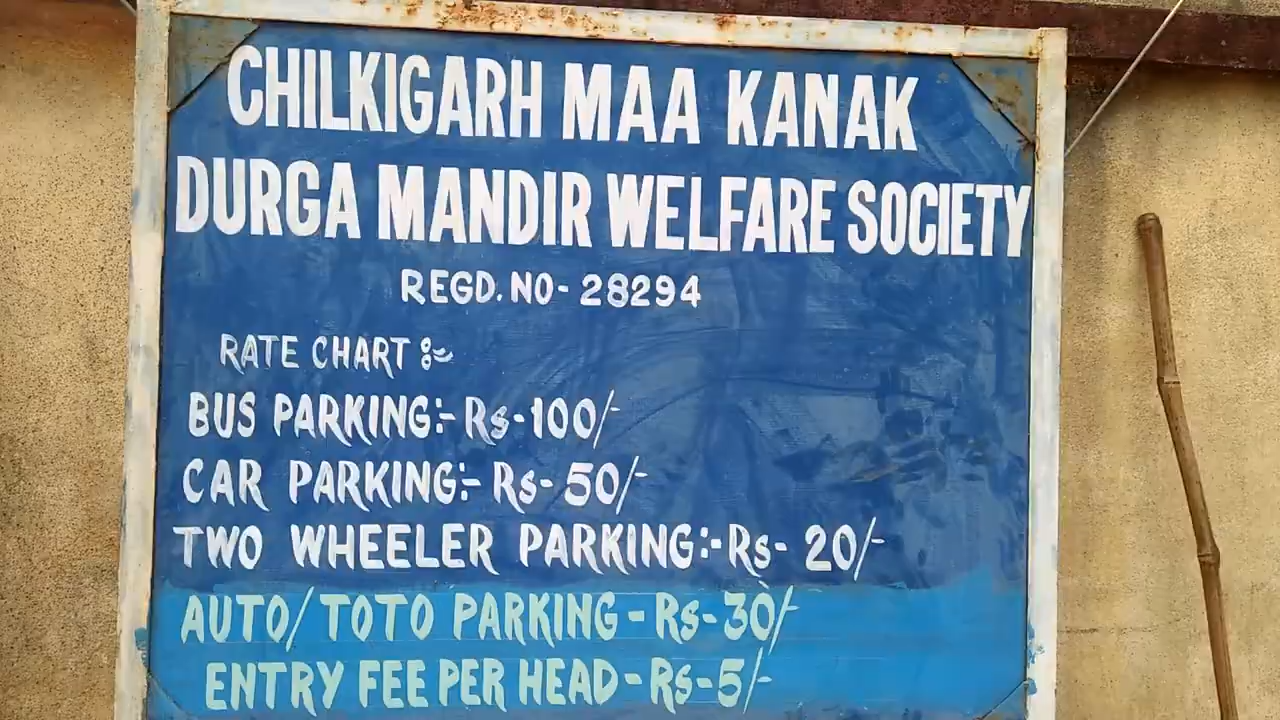 CHILKIGARH MAA KANAK
DURGA MANDIR WELFARE SOCIETY
REGD. NO- 28294
RATE CHART :-
BUS PARKING:- Rs-100/-
CAR PARKING:- Rs- 50/-
TWO WHEELER PARKING:-Rs- 20/-
AUTO/ TOTO PARKING - Rs-30/-
ENTRY FEE PER HEAD - Rs-5/-